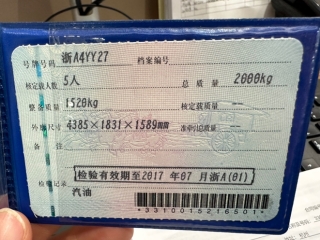 号牌号码 浙A4YY27 档案编号
核定载人数 5人 总质量 2000kg
整备质量 1520kg 核定载质量 --
外廓尺寸 4385×1831×1589mm 准牵引总质量 --
备注
检验有效期至2017年07月浙A(01)
检验记录
汽油
*3310015216501*